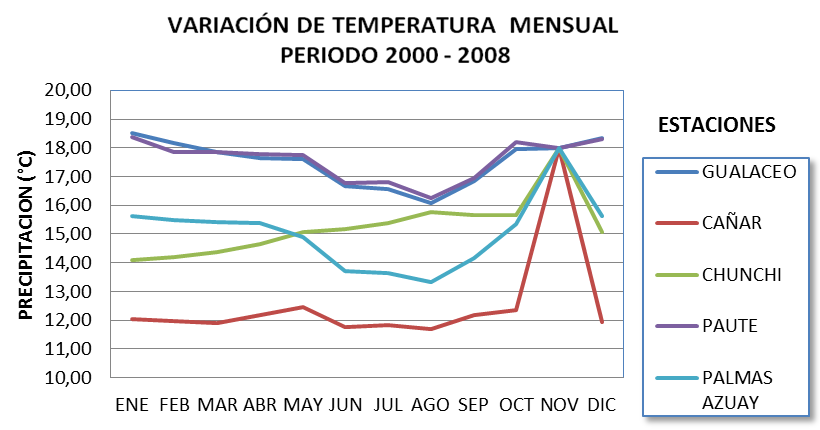 VARIACIÓN DE TEMPERATURA MENSUAL
PERIODO 2000 - 2008
PRECIPITACION (°C)
20,00
19,00
18,00
17,00
16,00
15,00
14,00
13,00
12,00
11,00
10,00
ENE FEB MAR ABR MAY JUN JUL AGO SEP OCT NOV DIC
ESTACIONES
GUALACEO
CAÑAR
CHUNCHI
PAUTE
PALMAS
AZUAY